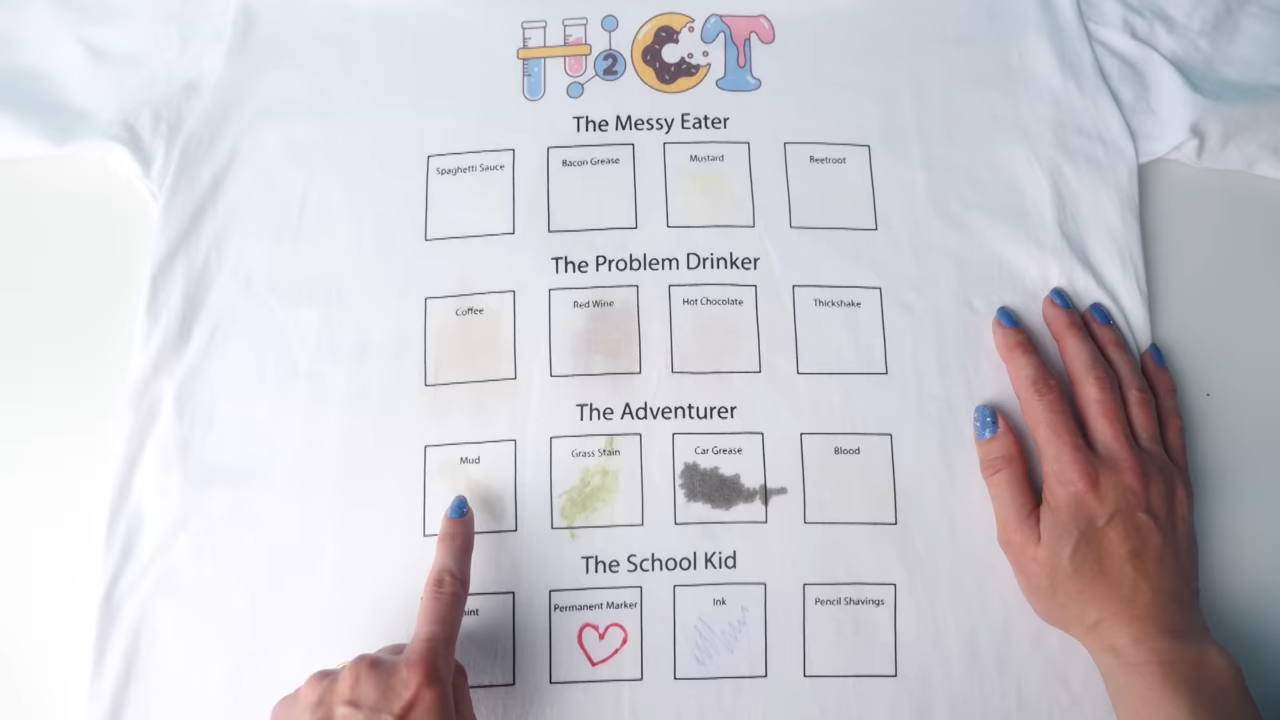 H2CT
The Messy Eater
Spaghetti Sauce
Bacon Grease
Mustard
Beetroot
The Problem Drinker
Coffee
Red Wine
Hot Chocolate
Thickshake
The Adventurer
Mud
Grass Stain
Car Grease
Blood
The School Kid
Permanent Marker
Ink
Pencil Shavings